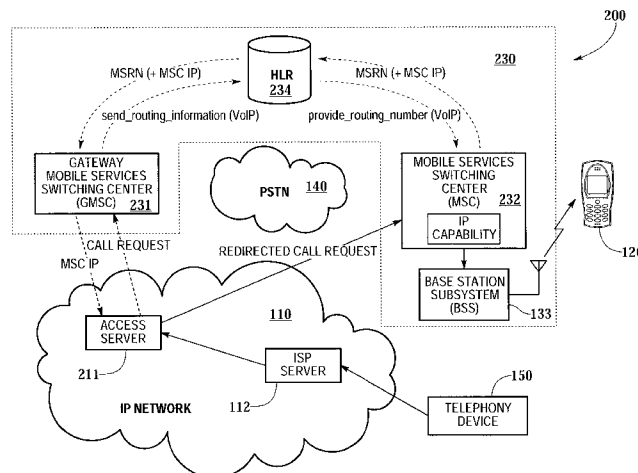 200
230
MSRN (+ MSC IP)
HLR
234
MSRN (+ MSC IP)
send_routing_information (VoIP)
provide_routing_number (VoIP)
GATEWAY
MOBILE SERVICES
SWITCHING CENTER
(GMSC) 231
PSTN 140
MOBILE SERVICES
SWITCHING
CENTER
(MSC) 232
IP
CAPABILITY
120
CALL REQUEST
MSC IP
REDIRECTED CALL REQUEST
BASE STATION
SUBSYSTEM
(BSS)
133
ACCESS
SERVER
211
110
ISP
SERVER
112
150
TELEPHONY
DEVICE
IP NETWORK